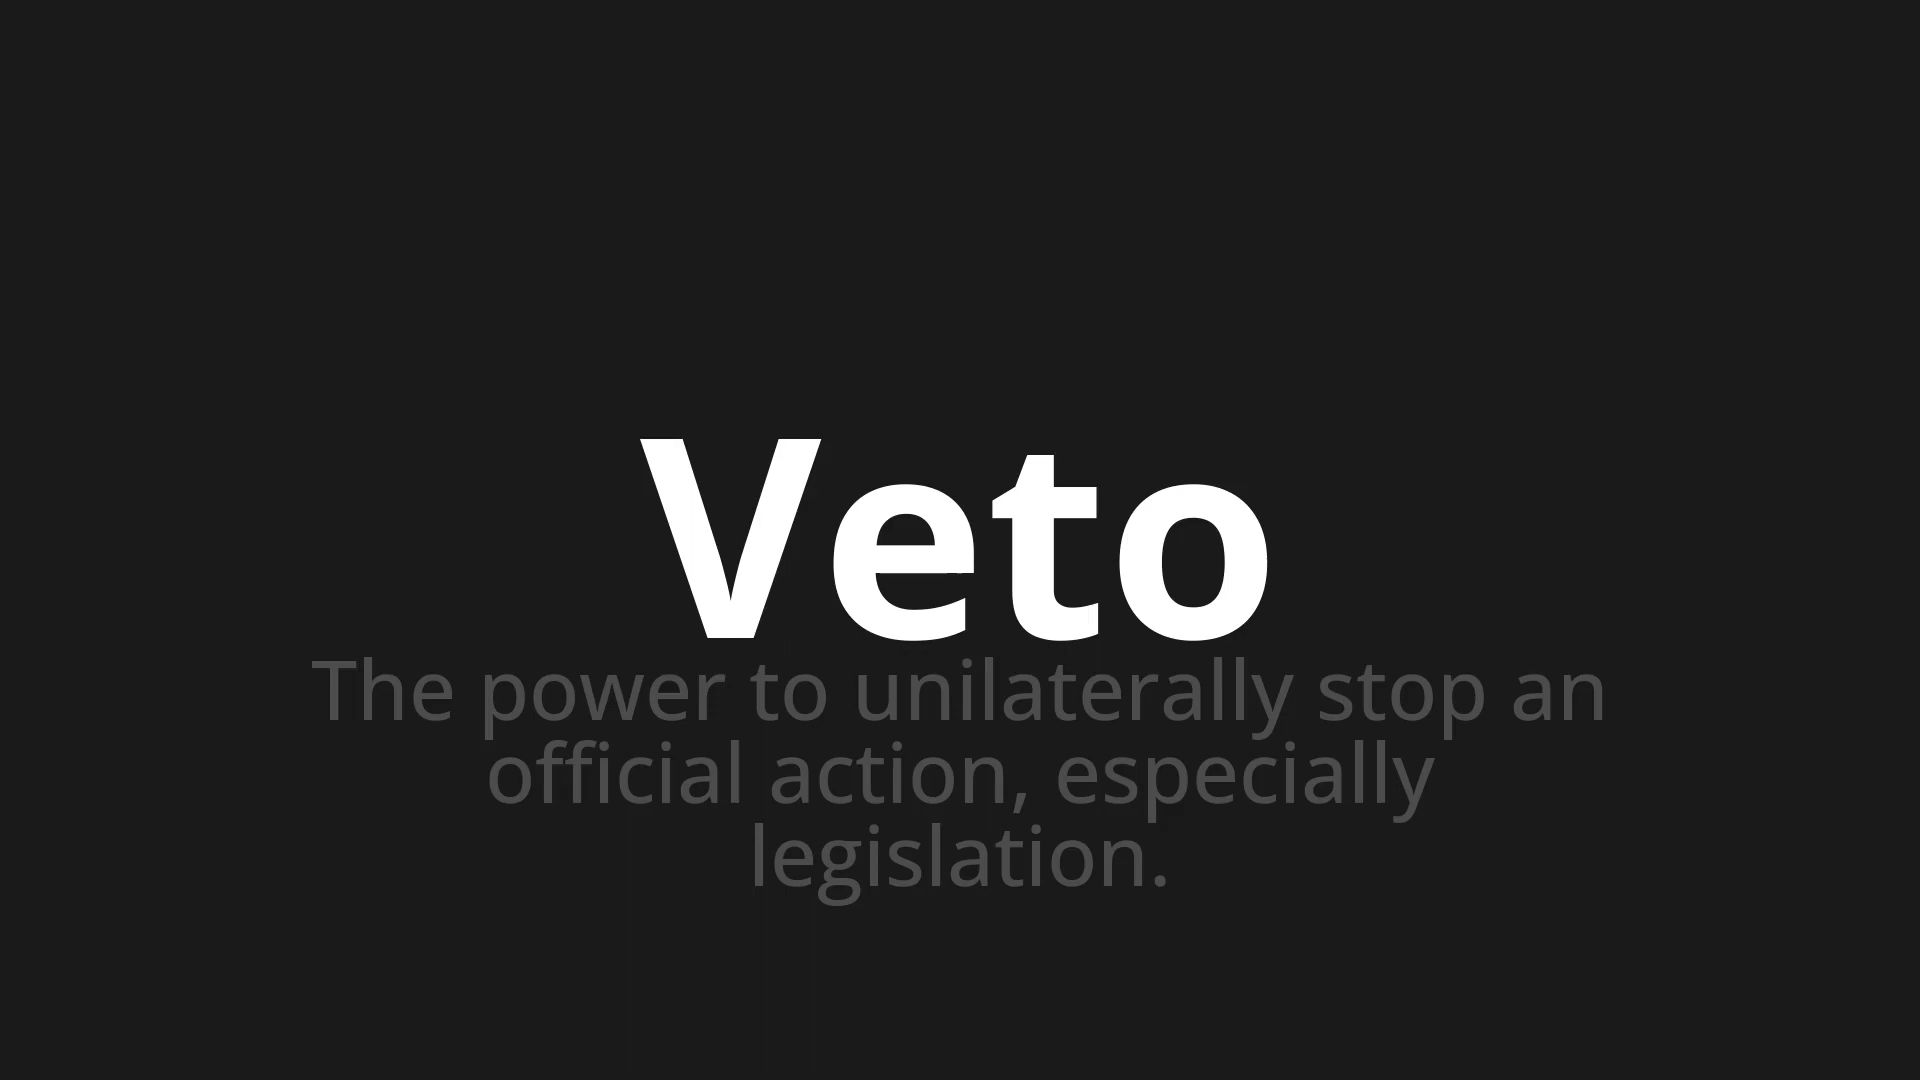 Veto
The power to unilaterally stop an
official action, especially
legislation.